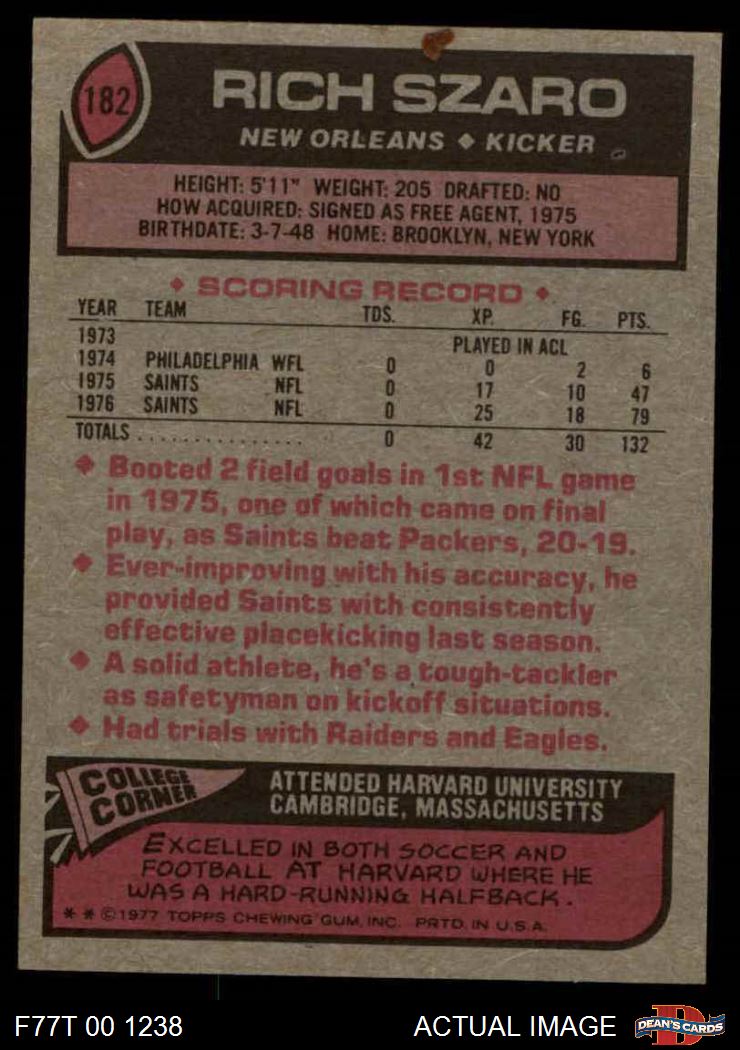 182
RICH SZARO
NEW ORLEANS ◆ KICKER
HEIGHT: 5'11" WEIGHT: 205 DRAFTED: NO
HOW ACQUIRED: SIGNED AS FREE AGENT, 1975
BIRTHDATE: 3-7-48 HOME: BROOKLYN, NEW YORK
◆ SCORING RECORD ◆
YEAR TEAM TDS. XP. FG. PTS.
1973 PLAYED IN ACL
1974 PHILADELPHIA WFL 0 0 2 6
1975 SAINTS NFL 0 17 10 47
1976 SAINTS NFL 0 25 18 79
TOTALS . . . . . . . . . . . . . . . 0 42 30 132
◆ Booted 2 field goals in 1st NFL game
in 1975, one of which came on final
play, as Saints beat Packers, 20-19.
◆ Ever-improving with his accuracy, he
provided Saints with consistently
effective placekicking last season.
◆ A solid athlete, he's a tough-tackler
as safetyman on kickoff situations.
◆ Had trials with Raiders and Eagles.
COLLEGE
CORNER
ATTENDED HARVARD UNIVERSITY
CAMBRIDGE, MASSACHUSETTS
EXCELLED IN BOTH SOCCER AND
FOOTBALL AT HARVARD WHERE HE
WAS A HARD-RUNNING HALFBACK.
* * ©1977 TOPPS CHEWING GUM, INC. PRTD. IN U.S.A.
F77T 00 1238 ACTUAL IMAGE
D
DEAN'S CARDS